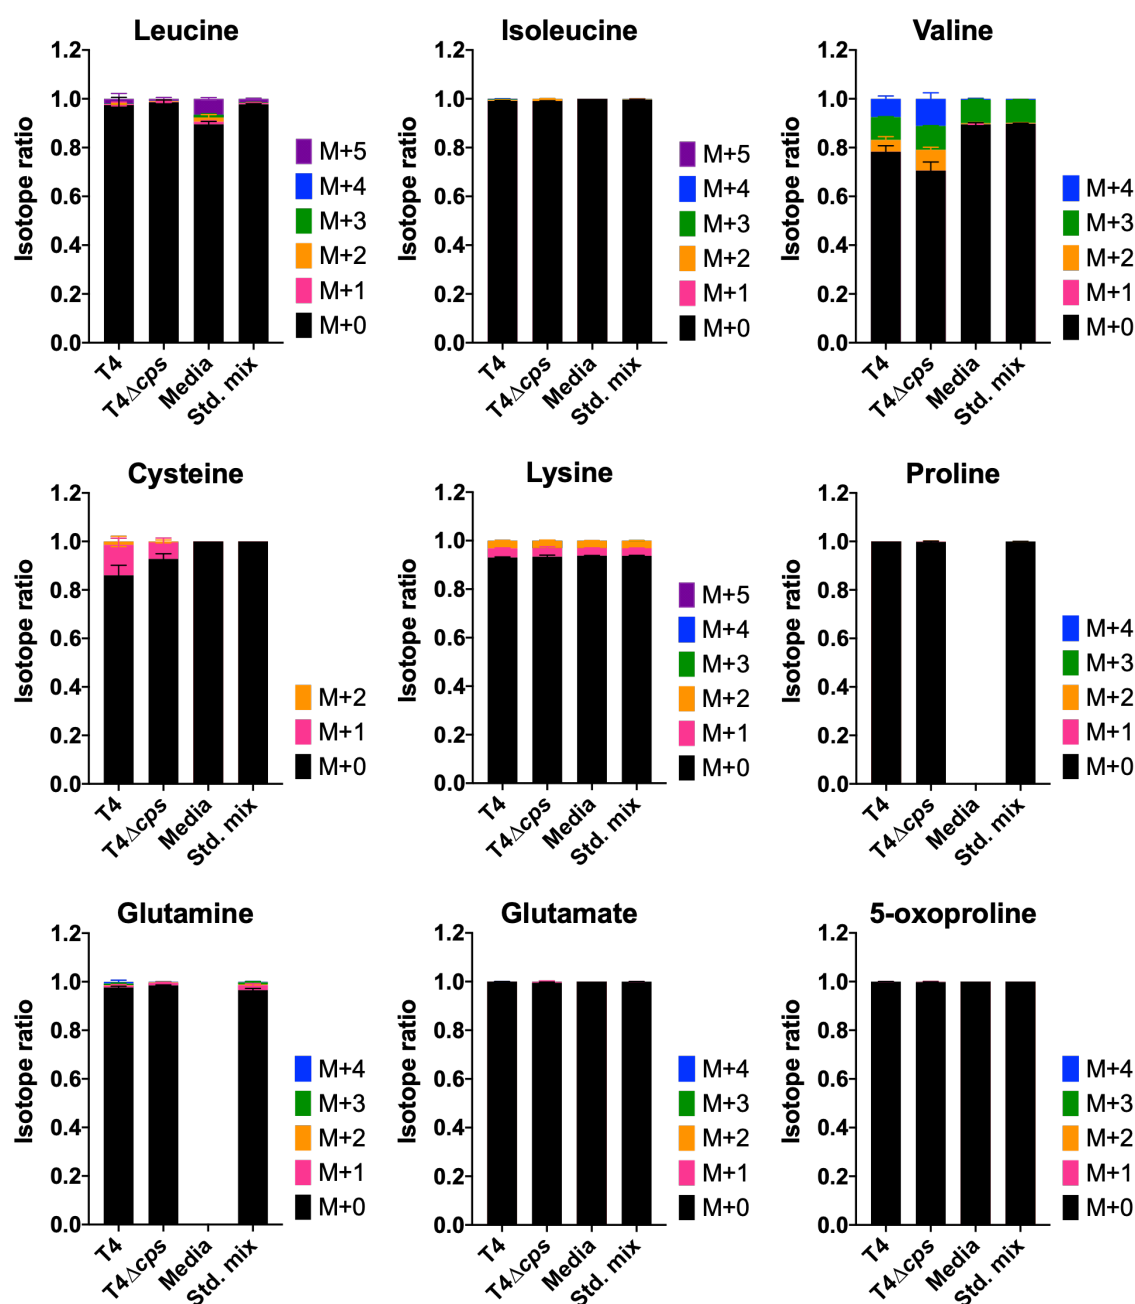 Leucine
1.2
1.0
0.8
0.6
0.4
0.2
0.0
Isotope ratio
T4
T4Δcps
Media
Std. mix
M+5
M+4
M+3
M+2
M+1
M+0
Isoleucine
1.2
1.0
0.8
0.6
0.4
0.2
0.0
Isotope ratio
T4
T4Δcps
Media
Std. mix
M+5
M+4
M+3
M+2
M+1
M+0
Valine
1.2
1.0
0.8
0.6
0.4
0.2
0.0
Isotope ratio
T4
T4Δcps
Media
Std. mix
M+4
M+3
M+2
M+1
M+0
Cysteine
1.2
1.0
0.8
0.6
0.4
0.2
0.0
Isotope ratio
T4
T4Δcps
Media
Std. mix
M+2
M+1
M+0
Lysine
1.2
1.0
0.8
0.6
0.4
0.2
0.0
Isotope ratio
T4
T4Δcps
Media
Std. mix
M+5
M+4
M+3
M+2
M+1
M+0
Proline
1.2
1.0
0.8
0.6
0.4
0.2
0.0
Isotope ratio
T4
T4Δcps
Media
Std. mix
M+4
M+3
M+2
M+1
M+0
Glutamine
1.2
1.0
0.8
0.6
0.4
0.2
0.0
Isotope ratio
T4
T4Δcps
Media
Std. mix
M+4
M+3
M+2
M+1
M+0
Glutamate
1.2
1.0
0.8
0.6
0.4
0.2
0.0
Isotope ratio
T4
T4Δcps
Media
Std. mix
M+4
M+3
M+2
M+1
M+0
5-oxoproline
1.2
1.0
0.8
0.6
0.4
0.2
0.0
Isotope ratio
T4
T4Δcps
Media
Std. mix
M+4
M+3
M+2
M+1
M+0